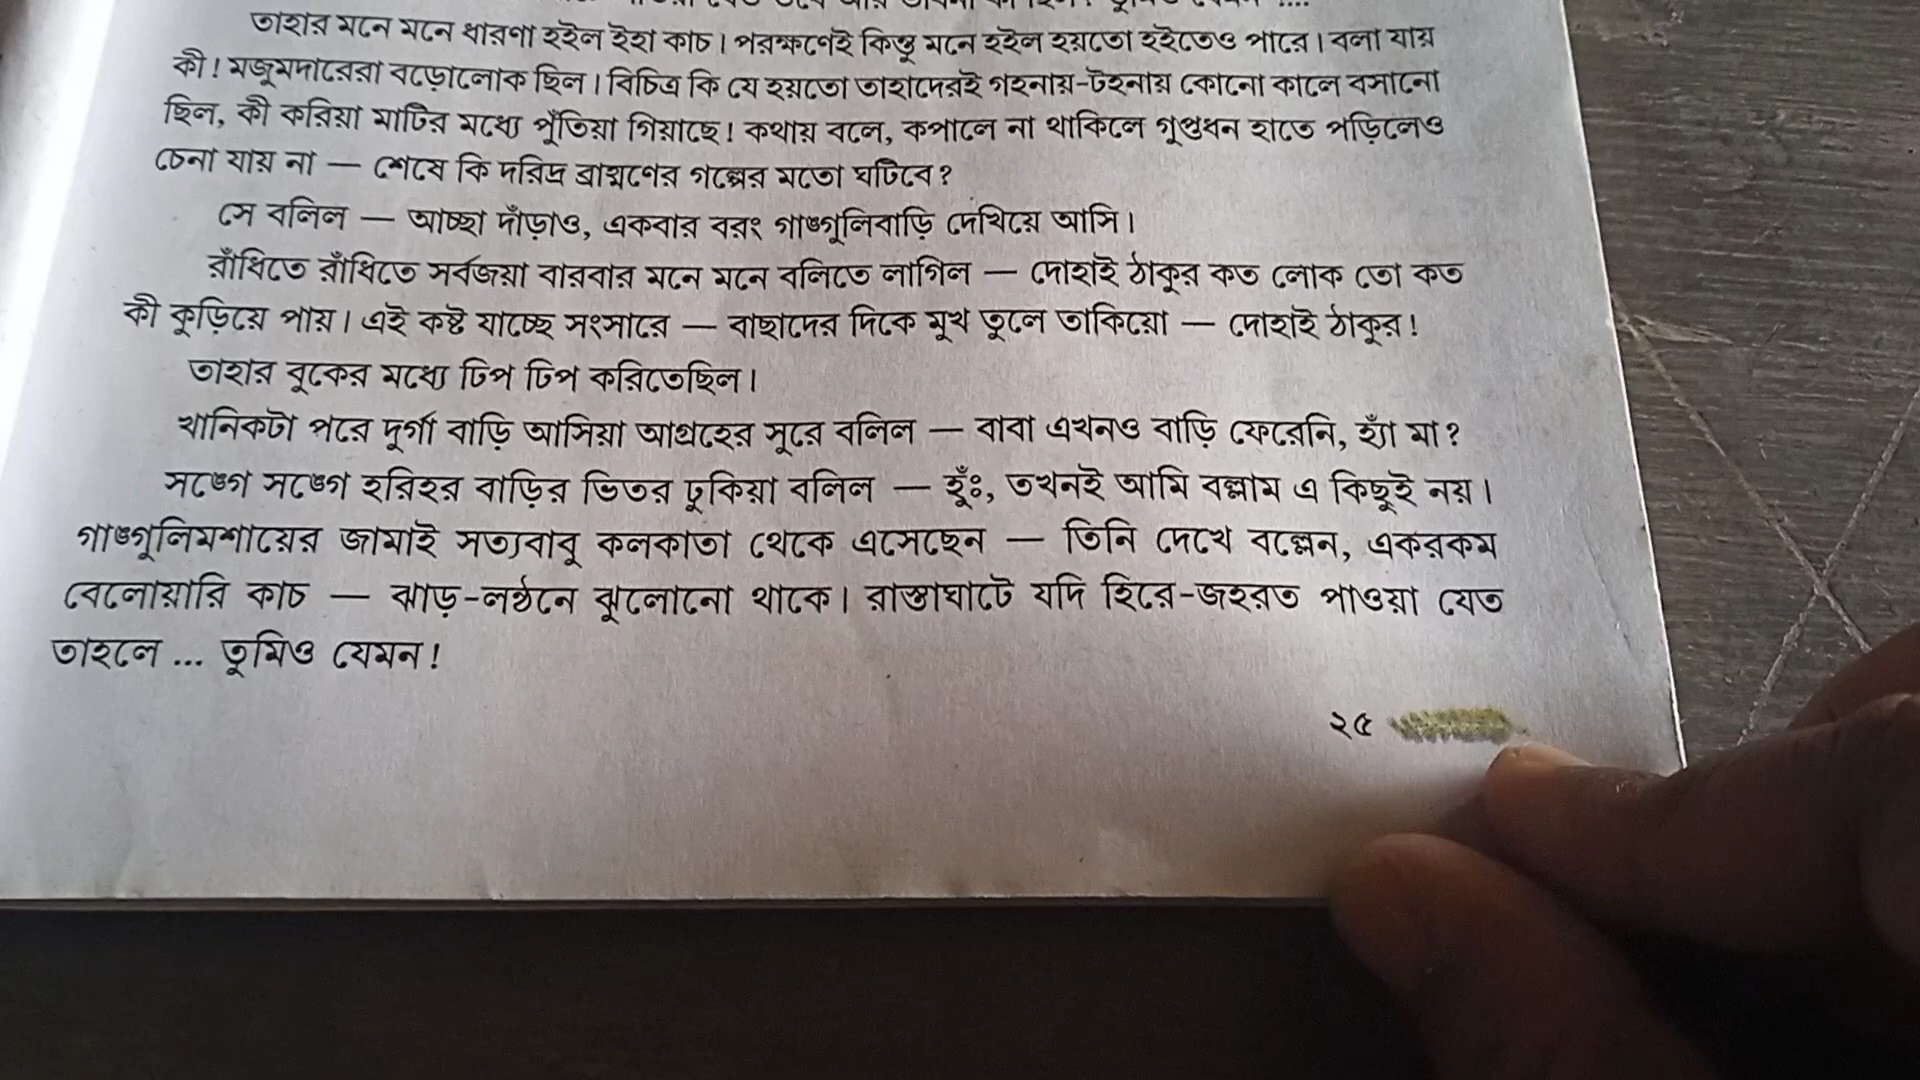 তাহার মনে মনে ধারণা হইল ইহা কাচ। পরক্ষণেই কিন্তু মনে হইল হয়তো হইতেও পারে। বলা যায়
কী! মজুমদারেরা বড়োলোক ছিল। বিচিত্র কি যে হয়তো তাহাদেরই গহনায়-টহনায় কোনো কালে বসানো
ছিল, কী করিয়া মাটির মধ্যে পুঁতিয়া গিয়াছে! কথায় বলে, কপালে না থাকিলে গুপ্তধন হাতে পড়িলেও
চেনা যায় না — শেষে কি দরিদ্র ব্রাহ্মণের গল্পের মতো ঘটিবে?
সে বলিল — আচ্ছা দাঁড়াও, একবার বরং গাঙ্গুলিবাড়ি দেখিয়ে আসি।
রাঁধিতে রাঁধিতে সর্বজয়া বারবার মনে মনে বলিতে লাগিল — দোহাই ঠাকুর কত লোক তো কত
কী কুড়িয়ে পায়। এই কষ্ট যাচ্ছে সংসারে — বাছাদের দিকে মুখ তুলে তাকিয়ো — দোহাই ঠাকুর!
তাহার বুকের মধ্যে ঢিপ ঢিপ করিতেছিল।
খানিকটা পরে দুর্গা বাড়ি আসিয়া আগ্রহের সুরে বলিল — বাবা এখনও বাড়ি ফেরেনি, হ্যাঁ মা?
সঙ্গে সঙ্গে হরিহর বাড়ির ভিতর ঢুকিয়া বলিল — হুঁঃ, তখনই আমি বল্লাম এ কিছুই নয়।
গাঙ্গুলিমশায়ের জামাই সত্যবাবু কলকাতা থেকে এসেছেন — তিনি দেখে বল্লেন, একরকম
বেলোয়ারি কাচ — ঝাড়-লণ্ঠনে ঝুলোনো থাকে। রাস্তাঘাটে যদি হিরে-জহরত পাওয়া যেত
তাহলে ... তুমিও যেমন!
২৫